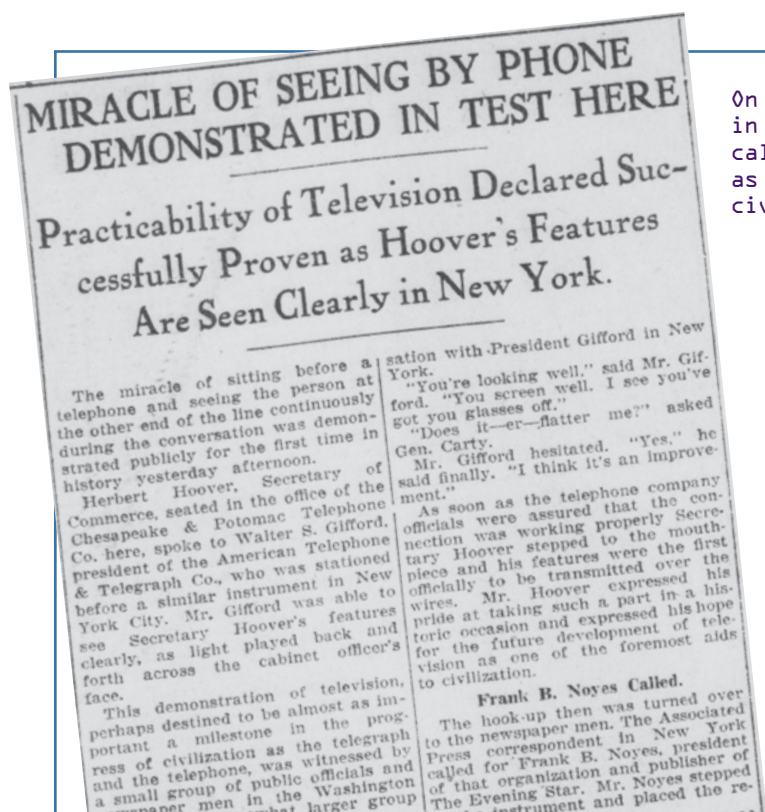 MIRACLE OF SEEING BY PHONE
DEMONSTRATED IN TEST HERE
Practicability of Television Declared Suc-
cessfully Proven as Hoover's Features
Are Seen Clearly in New York.
The miracle of sitting before a
telephone and seeing the person at
the other end of the line continuously
during the conversation was demon-
strated publicly for the first time in
history yesterday afternoon.
Herbert Hoover, Secretary of
Commerce, seated in the office of the
Chesapeake & Potomac Telephone
Co. here, spoke to Walter S. Gifford,
president of the American Telephone
& Telegraph Co., who was stationed
before a similar instrument in New
York City. Mr. Gifford was able to
see Secretary Hoover's features
clearly, as light played back and
forth across the cabinet officer's
face.
This demonstration of television,
perhaps destined to be almost as im-
portant a milestone in the prog-
ress of civilization as the telegraph
and the telephone, was witnessed by
a small group of public officials and
men in the Washington
larger group
sation with President Gifford in New
York.
"You're looking well," said Mr. Gif-
ford. "You screen well. I see you've
got you glasses off."
"Does it—er—flatter me?" asked
Gen. Carty.
Mr. Gifford hesitated. "Yes," he
said finally. "I think it's an improve-
ment."
As soon as the telephone company
officials were assured that the con-
nection was working properly Secre-
tary Hoover stepped to the mouth-
piece and his features were the first
officially to be transmitted over the
wires. Mr. Hoover expressed his
pride at taking such a part in a his-
toric occasion and expressed his hope
for the future development of tele-
vision as one of the foremost aids
to civilization.
Frank B. Noyes Called.
The hook-up then was turned over
to the newspaper men. The Associated
Press correspondent in New York
called for Frank B. Noyes, president
of that organization and publisher of
The Evening Star. Mr. Noyes stepped
instrument and placed the re-
On
in
cal
as
civ